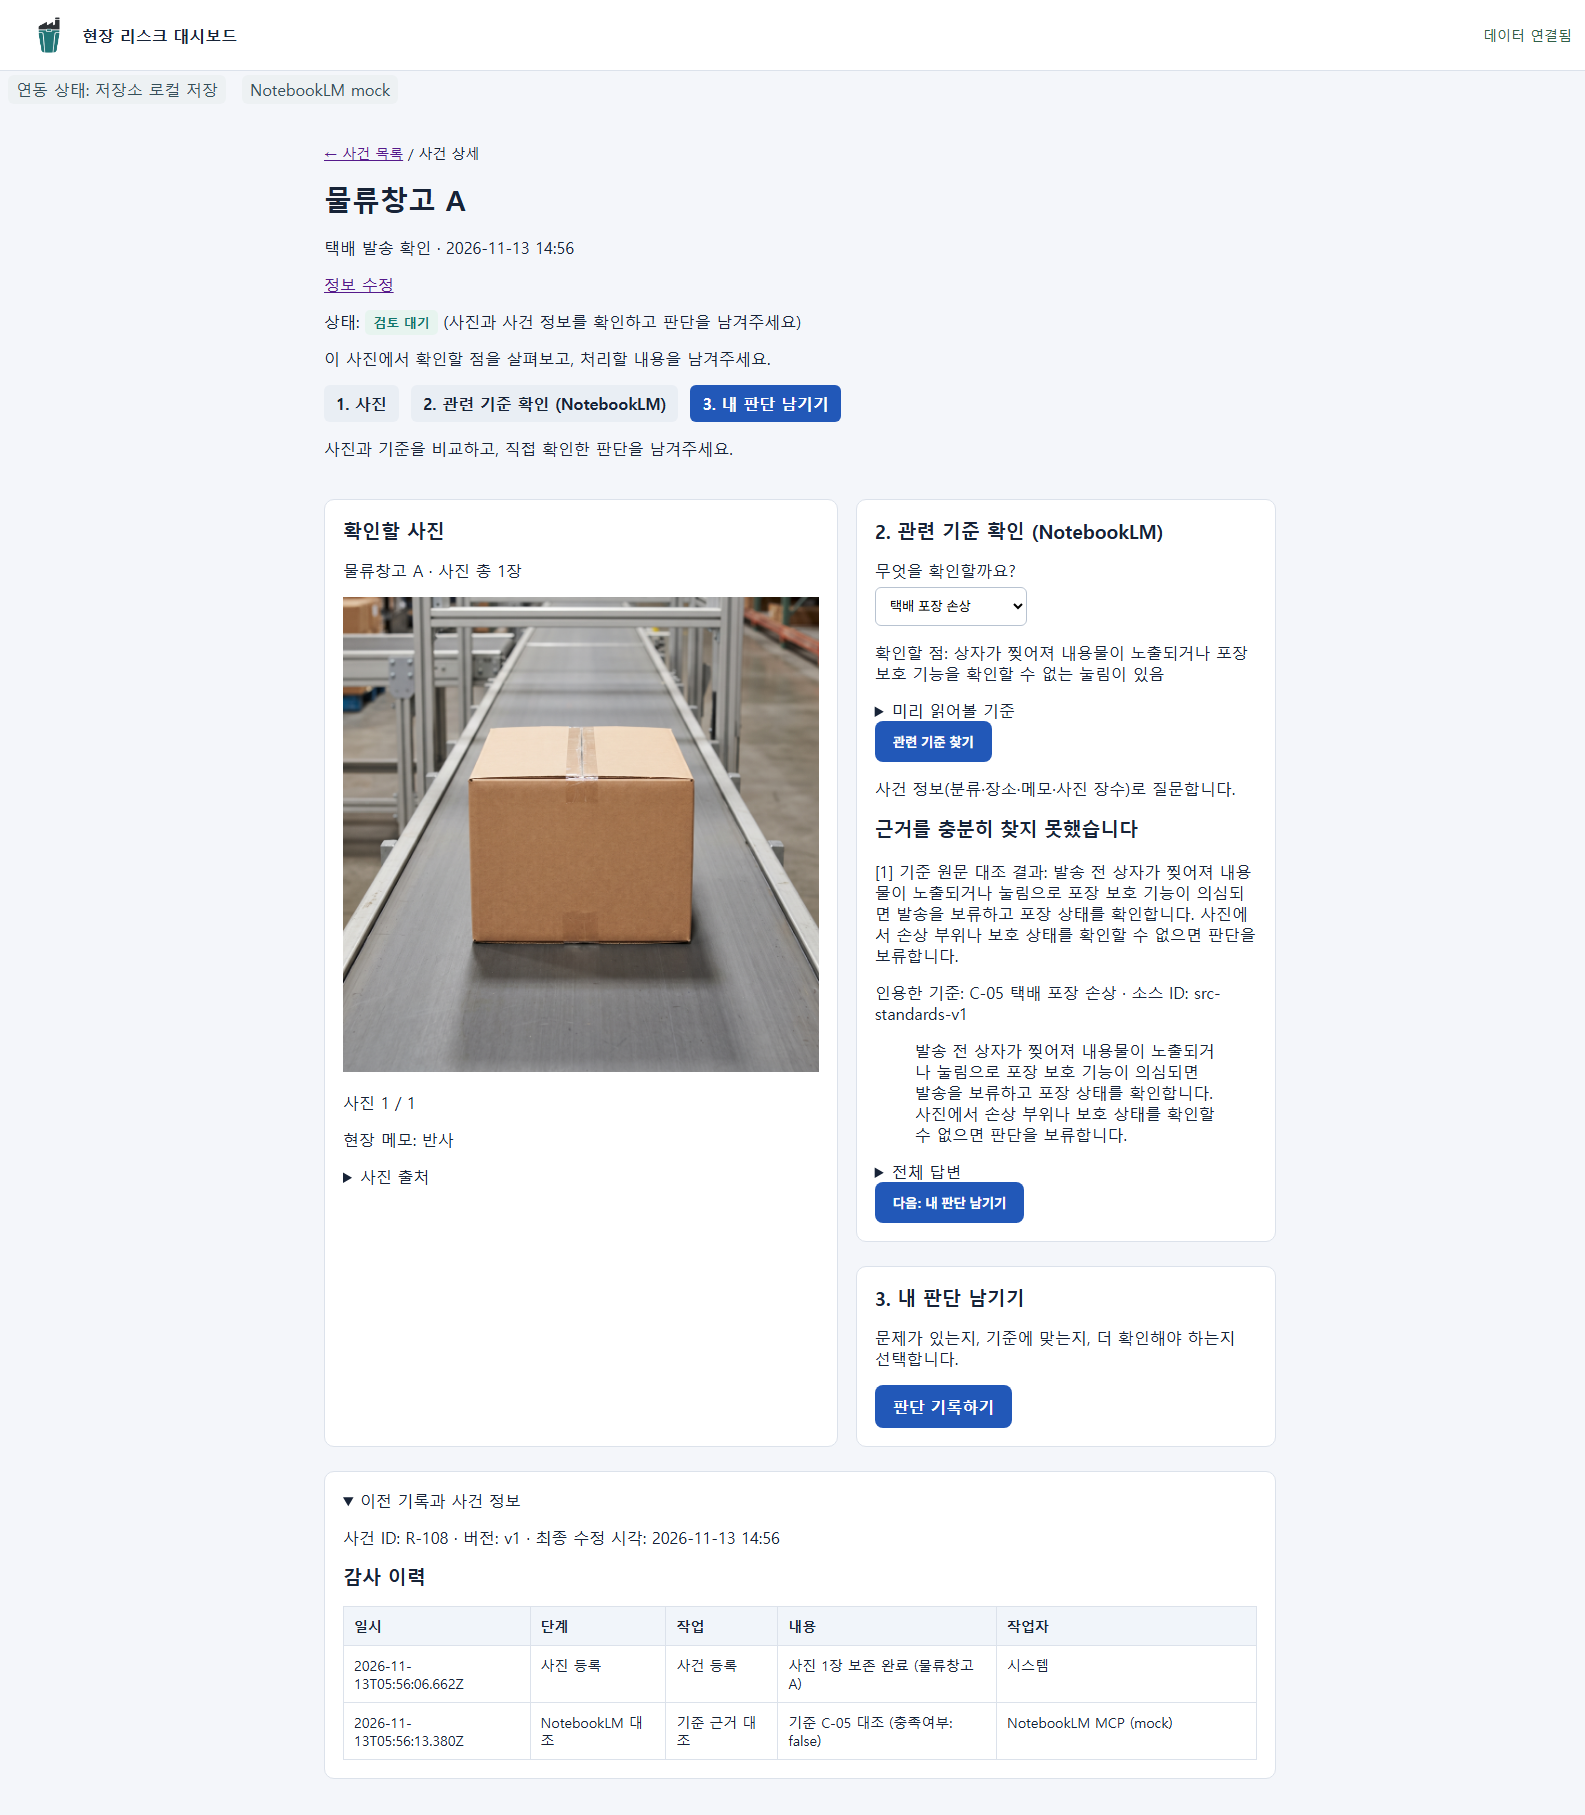 현장 리스크 대시보드
데이터 연결됨
연동 상태: 저장소 로컬 저장
NotebookLM mock
← 사건 목록 / 사건 상세
물류창고 A
택배 발송 확인 · 2026-11-13 14:56
정보 수정
상태: 검토 대기 (사진과 사건 정보를 확인하고 판단을 남겨주세요)
이 사진에서 확인할 점을 살펴보고, 처리할 내용을 남겨주세요.
1. 사진
2. 관련 기준 확인 (NotebookLM)
3. 내 판단 남기기
사진과 기준을 비교하고, 직접 확인한 판단을 남겨주세요.
확인할 사진
물류창고 A · 사진 총 1장
사진 1 / 1
현장 메모: 반사
▶ 사진 출처
2. 관련 기준 확인 (NotebookLM)
무엇을 확인할까요?
택배 포장 손상
확인할 점: 상자가 찢어져 내용물이 노출되거나 포장
보호 기능을 확인할 수 없는 눌림이 있음
▶ 미리 읽어볼 기준
관련 기준 찾기
사건 정보(분류·장소·메모·사진 장수)로 질문합니다.
근거를 충분히 찾지 못했습니다
[1] 기준 원문 대조 결과: 발송 전 상자가 찢어져 내용
물이 노출되거나 눌림으로 포장 보호 기능이 의심되
면 발송을 보류하고 포장 상태를 확인합니다. 사진에
서 손상 부위나 보호 상태를 확인할 수 없으면 판단을
보류합니다.
인용한 기준: C-05 택배 포장 손상 · 소스 ID: src-
standards-v1
발송 전 상자가 찢어져 내용물이 노출되거
나 눌림으로 포장 보호 기능이 의심되면
발송을 보류하고 포장 상태를 확인합니다.
사진에서 손상 부위나 보호 상태를 확인할
수 없으면 판단을 보류합니다.
▶ 전체 답변
다음: 내 판단 남기기
3. 내 판단 남기기
문제가 있는지, 기준에 맞는지, 더 확인해야 하는지
선택합니다.
판단 기록하기
▼ 이전 기록과 사건 정보
사건 ID: R-108 · 버전: v1 · 최종 수정 시각: 2026-11-13 14:56
감사 이력
일시 단계 작업 내용 작업자
2026-11-
13T05:56:06.662Z
사진 등록
사건 등록
사진 1장 보존 완료 (물류창고
A)
시스템
2026-11-
13T05:56:13.380Z
NotebookLM 대
조
기준 근거 대
조
기준 C-05 대조 (충족여부:
false)
NotebookLM MCP (mock)